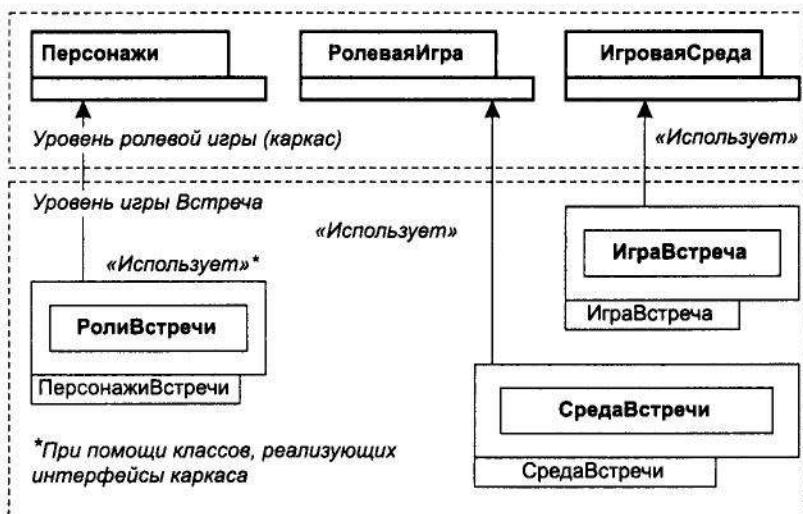 Персонажи
РолеваяИгра
ИгроваяСреда
Уровень ролевой игры (каркас)
«Использует»
Уровень игры Встреча
«Использует»
«Использует»*
ИграВстреча
ИграВстреча
РолиВстречи
ПерсонажиВстречи
СредаВстречи
СредаВстречи
*При помощи классов, реализующих
интерфейсы каркаса